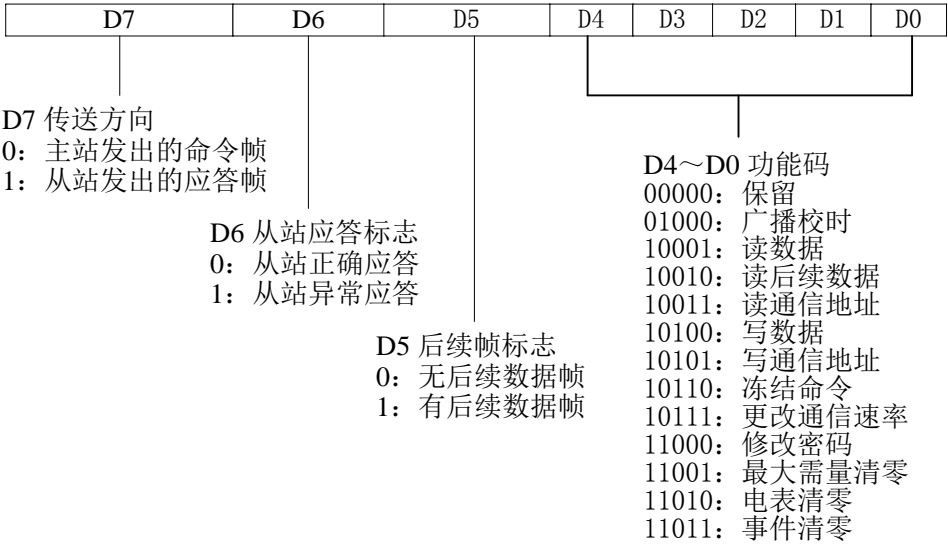 D7 D6 D5 D4 D3 D2 D1 D0
D7 传送方向
0：主站发出的命令帧
1：从站发出的应答帧
D6 从站应答标志
0：从站正确应答
1：从站异常应答
D5 后续帧标志
0：无后续数据帧
1：有后续数据帧
D4～D0 功能码
00000：保留
01000：广播校时
10001：读数据
10010：读后续数据
10011：读通信地址
10100：写数据
10101：写通信地址
10110：冻结命令
10111：更改通信速率
11000：修改密码
11001：最大需量清零
11010：电表清零
11011：事件清零